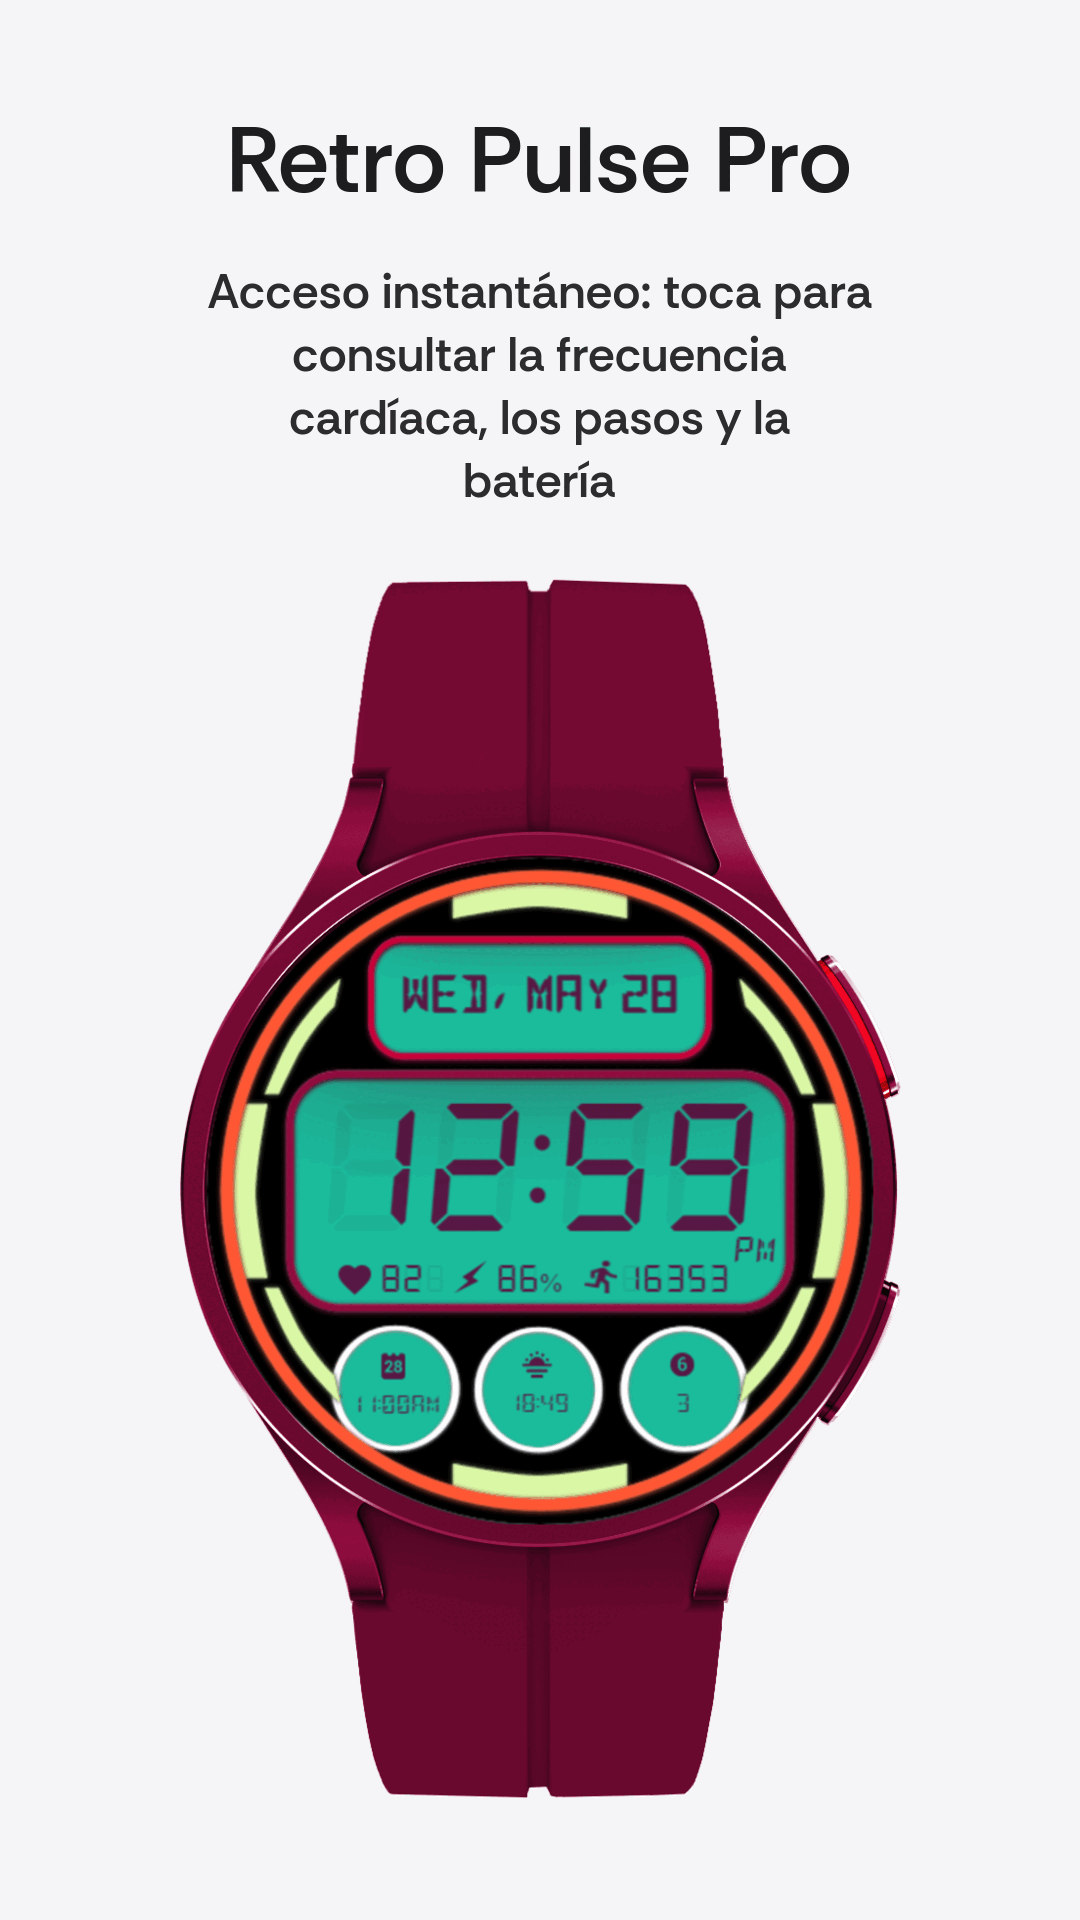 Retro Pulse Pro
Acceso instantáneo: toca para
consultar la frecuencia
cardíaca, los pasos y la
batería
WED, MAY 28
12:59
PM
82 86% 16353
28 6
11:00AM 18:49 3